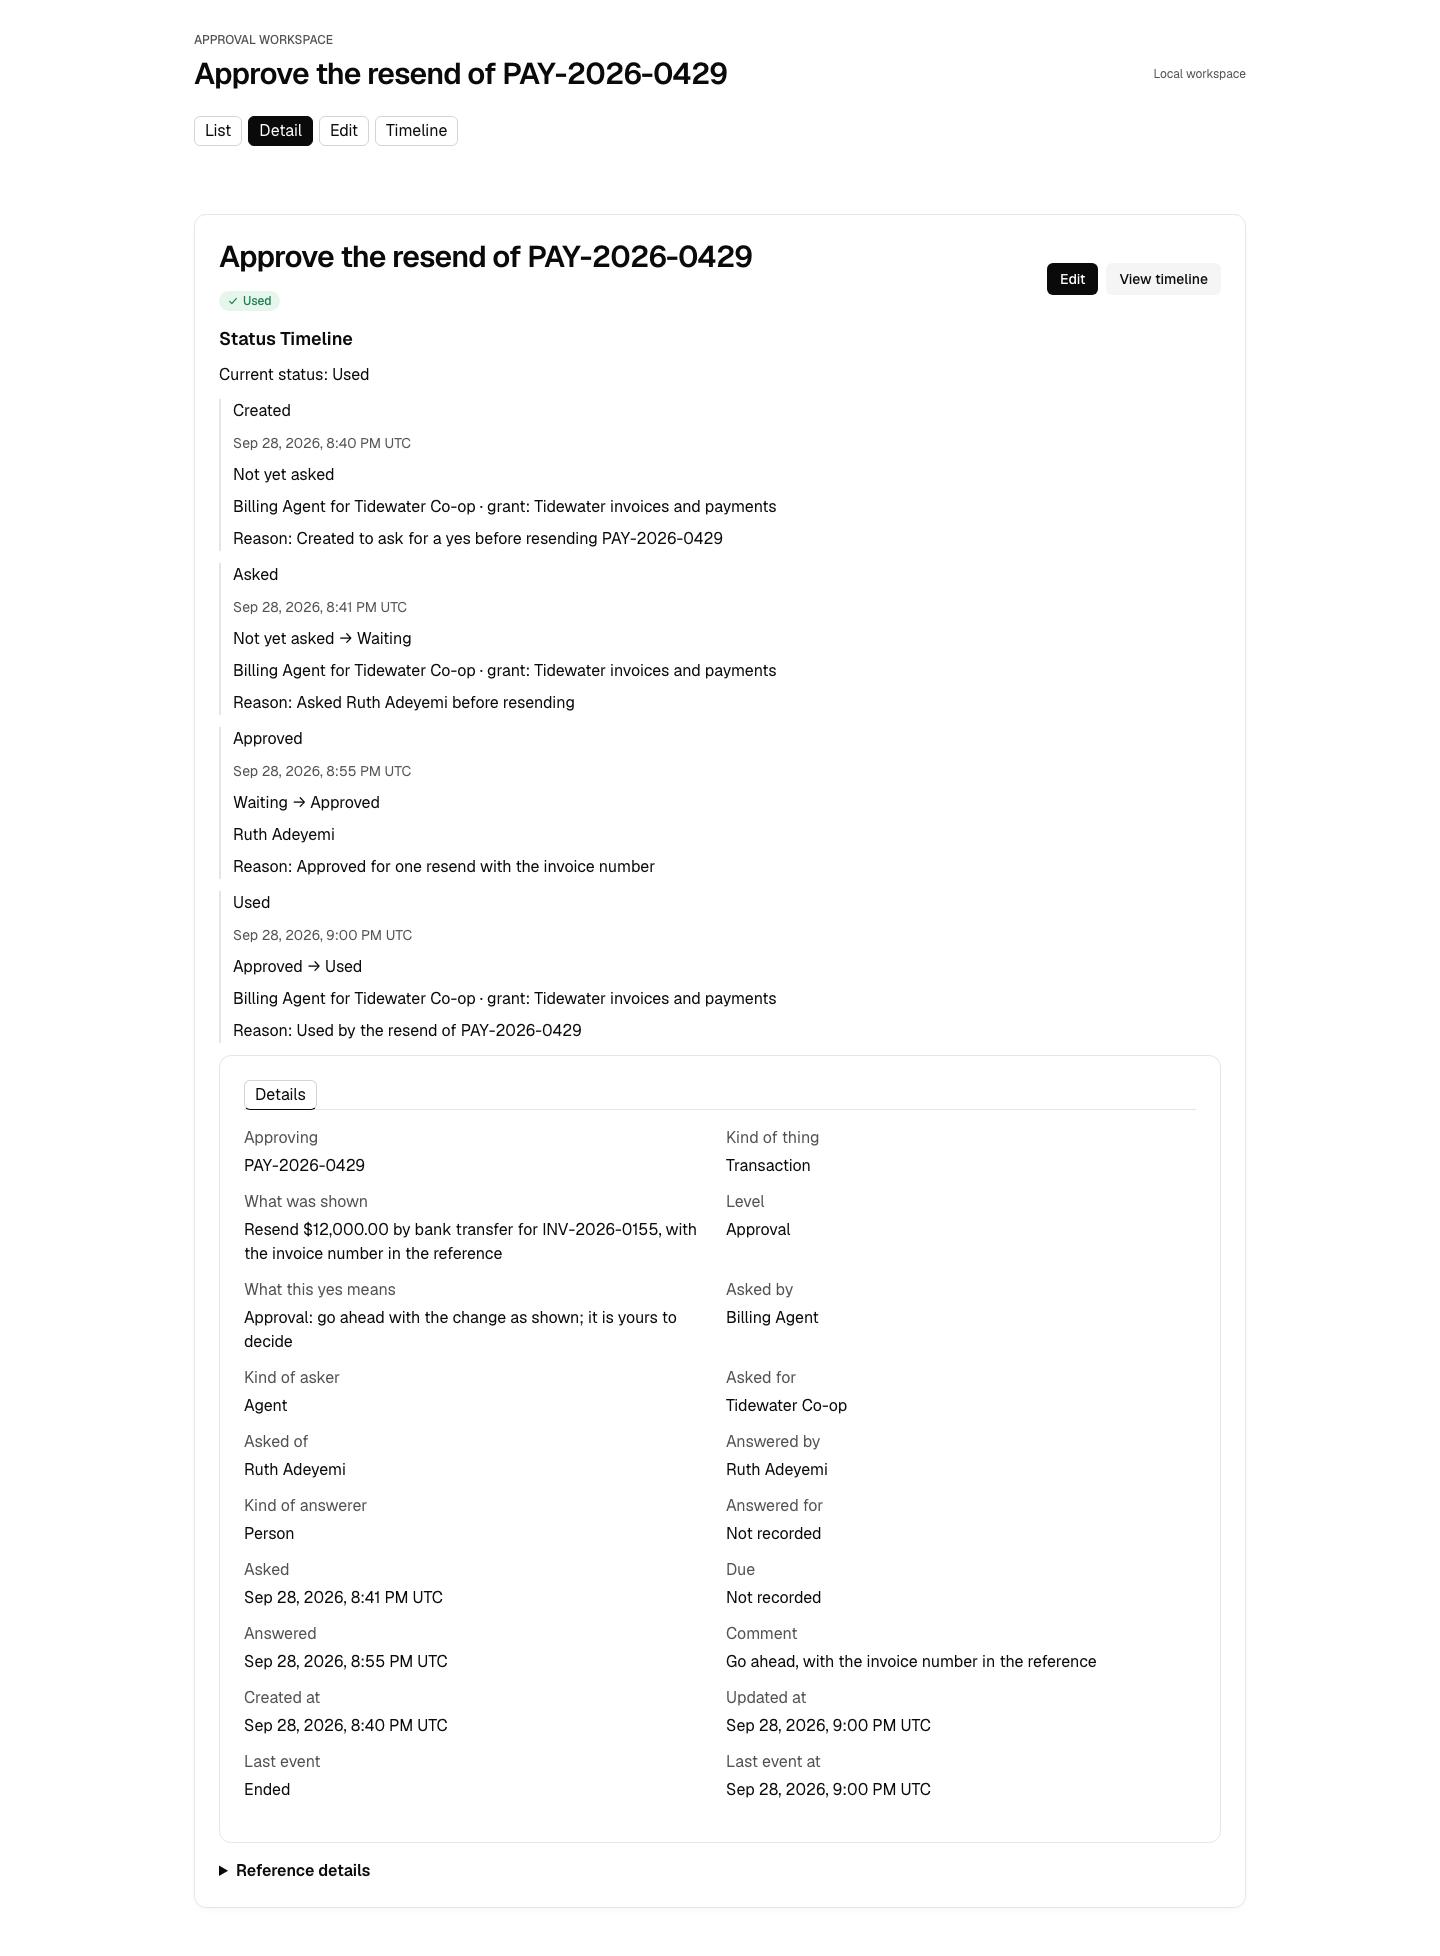 APPROVAL WORKSPACE
Approve the resend of PAY-2026-0429
Local workspace
List
Detail
Edit
Timeline
Approve the resend of PAY-2026-0429
Edit
View timeline
Used
Status Timeline
Current status: Used
Created
Sep 28, 2026, 8:40 PM UTC
Not yet asked
Billing Agent for Tidewater Co-op · grant: Tidewater invoices and payments
Reason: Created to ask for a yes before resending PAY-2026-0429
Asked
Sep 28, 2026, 8:41 PM UTC
Not yet asked → Waiting
Billing Agent for Tidewater Co-op · grant: Tidewater invoices and payments
Reason: Asked Ruth Adeyemi before resending
Approved
Sep 28, 2026, 8:55 PM UTC
Waiting → Approved
Ruth Adeyemi
Reason: Approved for one resend with the invoice number
Used
Sep 28, 2026, 9:00 PM UTC
Approved → Used
Billing Agent for Tidewater Co-op · grant: Tidewater invoices and payments
Reason: Used by the resend of PAY-2026-0429
Details
Approving
PAY-2026-0429
Kind of thing
Transaction
What was shown
Resend $12,000.00 by bank transfer for INV-2026-0155, with
the invoice number in the reference
Level
Approval
What this yes means
Approval: go ahead with the change as shown; it is yours to
decide
Asked by
Billing Agent
Kind of asker
Agent
Asked for
Tidewater Co-op
Asked of
Ruth Adeyemi
Answered by
Ruth Adeyemi
Kind of answerer
Person
Answered for
Not recorded
Asked
Sep 28, 2026, 8:41 PM UTC
Due
Not recorded
Answered
Sep 28, 2026, 8:55 PM UTC
Comment
Go ahead, with the invoice number in the reference
Created at
Sep 28, 2026, 8:40 PM UTC
Updated at
Sep 28, 2026, 9:00 PM UTC
Last event
Ended
Last event at
Sep 28, 2026, 9:00 PM UTC
Reference details